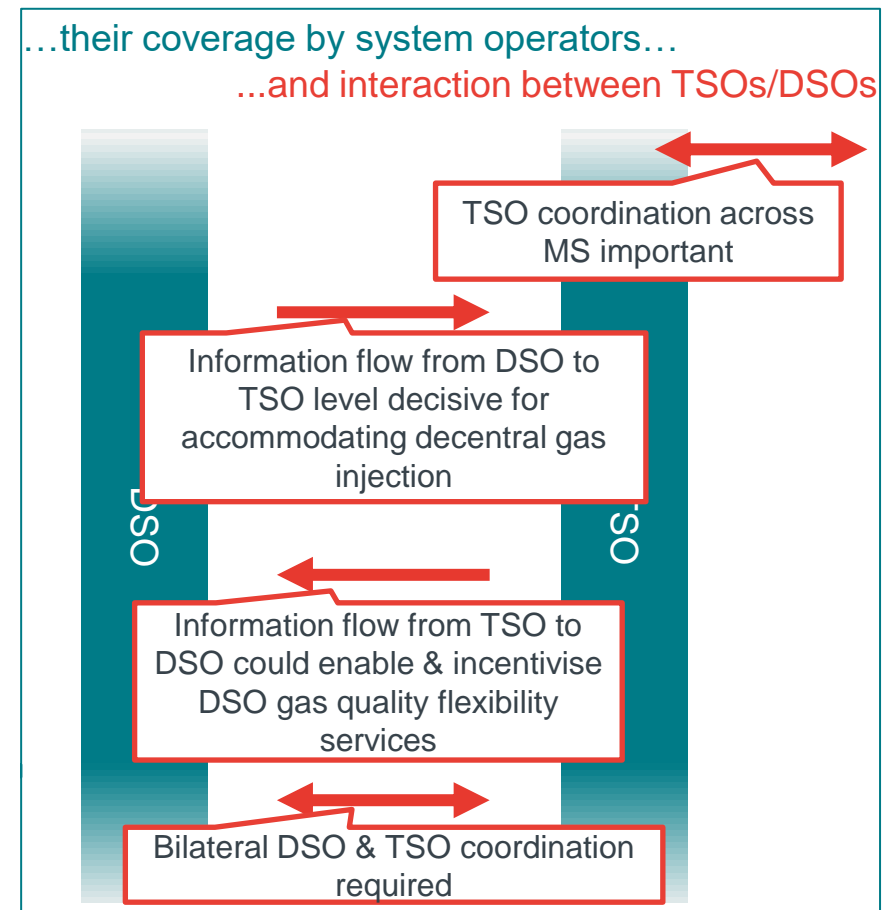 …their coverage by system operators…
...and interaction between TSOs/DSOs
TSO coordination across
MS important
Information flow from DSO to
TSO level decisive for
accommodating decentral gas
injection
DSO
TSO
Information flow from TSO to
DSO could enable & incentivise
DSO gas quality flexibility
services
Bilateral DSO & TSO coordination
required